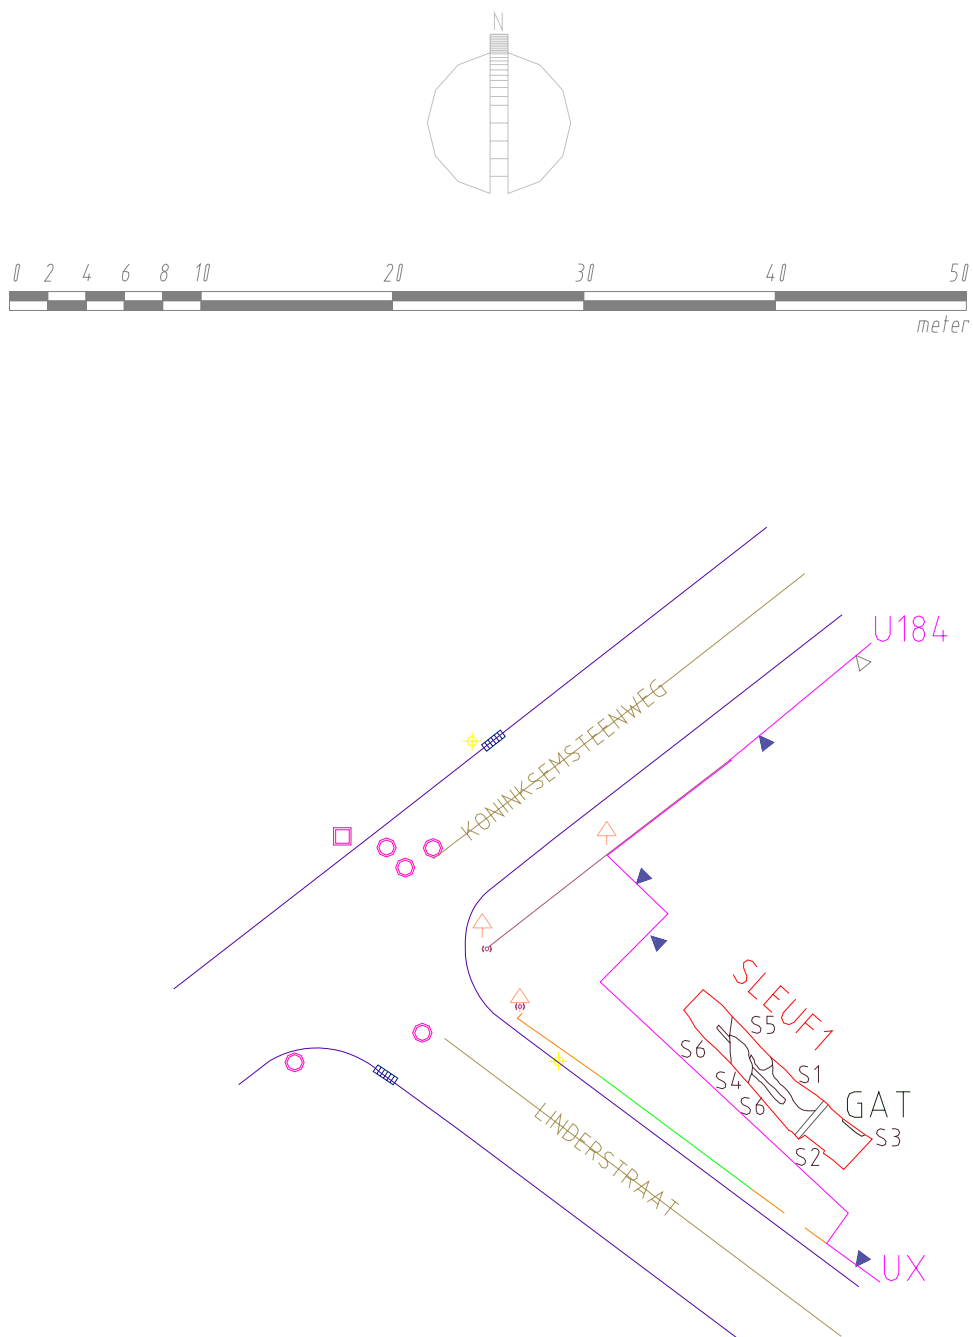 N
0 2 4 6 8 10 20 30 40 50
meter
U184
KONINKSEMSTEENWEG
SLEUF1
S5
S6
S4
S1
S6
GAT
S3
S2
LINDERSTRAAT
UX